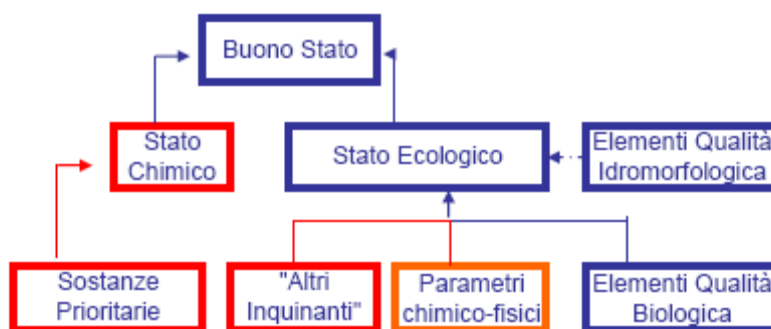 Buono Stato
Stato
Chimico
Stato Ecologico
Elementi Qualità
Idromorfologica
Sostanze
Prioritarie
"Altri
Inquinanti"
Parametri
chimico-fisici
Elementi Qualità
Biologica